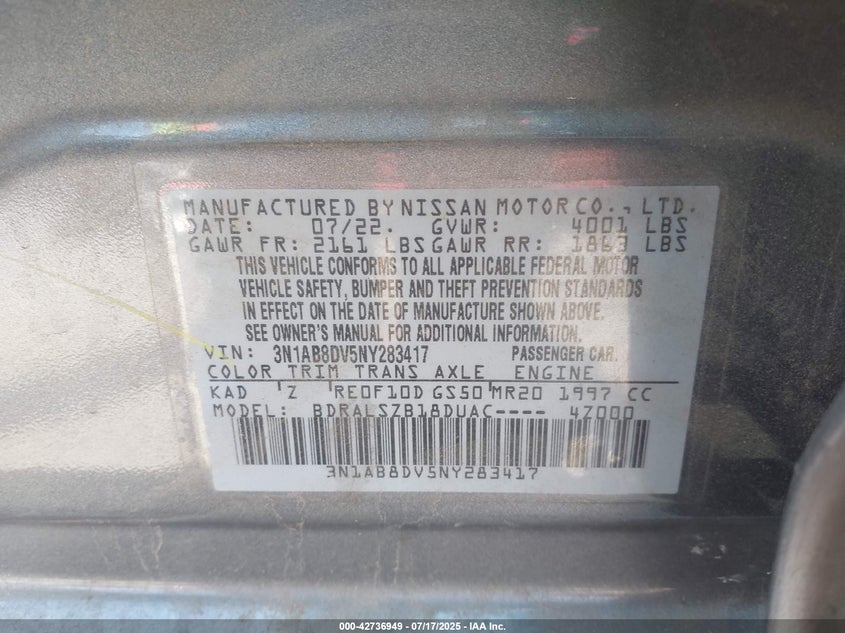 MANUFACTURED BY NISSAN MOTOR CO., LTD.
DATE: 07/22. GVWR: 4001 LBS
GAWR FR: 2161 LBS GAWR RR: 1863 LBS
THIS VEHICLE CONFORMS TO ALL APPLICABLE FEDERAL MOTOR
VEHICLE SAFETY, BUMPER AND THEFT PREVENTION STANDARDS
IN EFFECT ON THE DATE OF MANUFACTURE SHOWN ABOVE.
SEE OWNER'S MANUAL FOR ADDITIONAL INFORMATION.
VIN: 3N1AB8DV5NY283417 PASSENGER CAR.
COLOR TRIM TRANS AXLE ENGINE
KAD Z RE0F10D GS50 MR20 1997 CC
MODEL: BDRALSZB18DUAC---- 4Z000
3N1AB8DV5NY283417
000-42736949 - 07/17/2025 - IAA Inc.